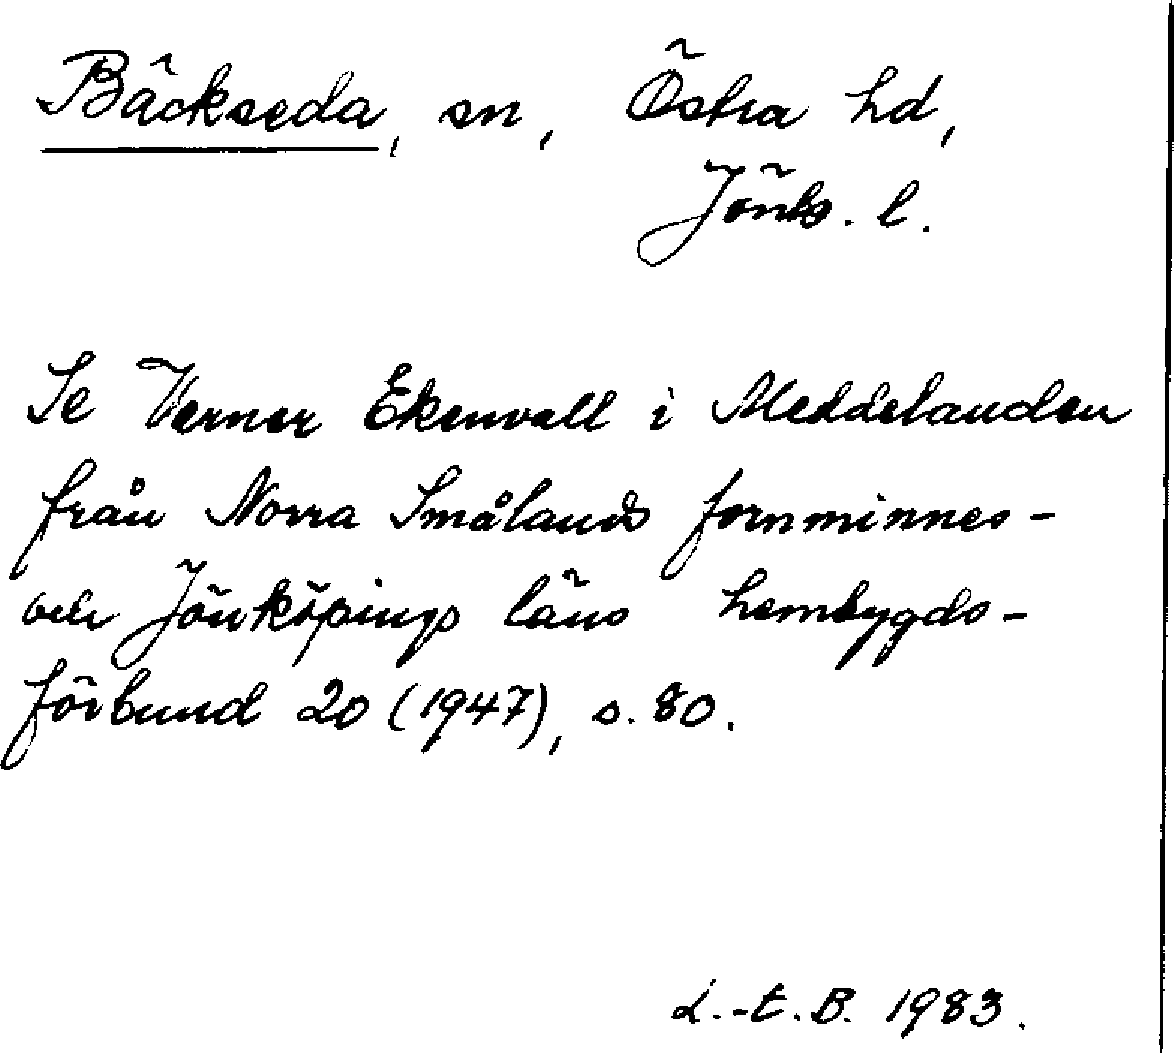 Bäckseda, sn, Östra hd,
Jönk. l.
Se Verner Ekenvall i Meddelanden
från Norra Smålands fornminnes-
och Jönköpings läns hembygds-
förbund 20 (1947), s. 80.
L.-E. B. 1983.